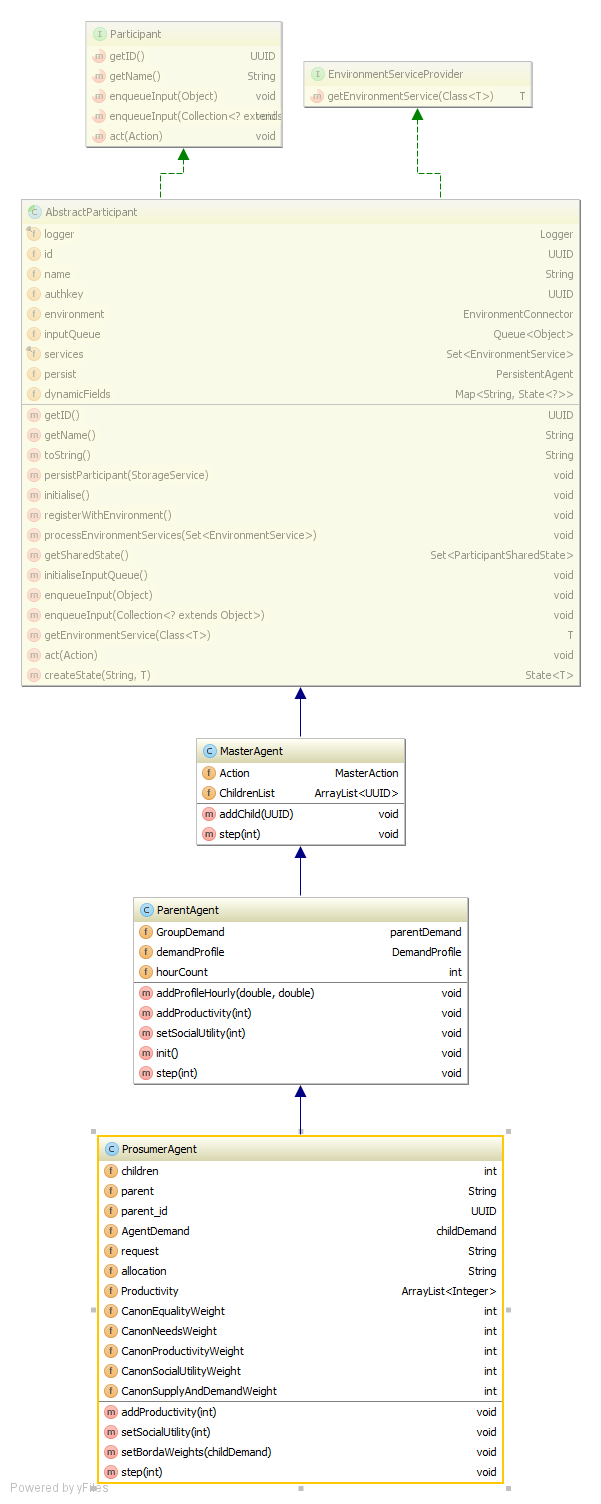 I Participant
m getID() UUID
m getName() String
m enqueueInput(Object) void
m enqueueInput(Collection<? extends
m act(Action) void
I EnvironmentServiceProvider
m getEnvironmentService(Class<T>) T
C AbstractParticipant
f logger Logger
f id UUID
f name String
f authkey UUID
f environment EnvironmentConnector
f inputQueue Queue<Object>
f services Set<EnvironmentService>
f persist PersistentAgent
f dynamicFields Map<String, State<?>>
m getID() UUID
m getName() String
m toString() String
m persistParticipant(StorageService) void
m initialise() void
m registerWithEnvironment() void
m processEnvironmentServices(Set<EnvironmentService>) void
m getSharedState() Set<ParticipantSharedState>
m initialiseInputQueue() void
m enqueueInput(Object) void
m enqueueInput(Collection<? extends Object>) void
m getEnvironmentService(Class<T>) T
m act(Action) void
m createState(String, T) State<T>
C MasterAgent
f Action MasterAction
f ChildrenList ArrayList<UUID>
m addChild(UUID) void
m step(int) void
C ParentAgent
f GroupDemand parentDemand
f demandProfile DemandProfile
f hourCount int
m addProfileHourly(double, double) void
m addProductivity(int) void
m setSocialUtility(int) void
m init() void
m step(int) void
C ProsumerAgent
f children int
f parent String
f parent_id UUID
f AgentDemand childDemand
f request String
f allocation String
f Productivity ArrayList<Integer>
f CanonEqualityWeight int
f CanonNeedsWeight int
f CanonProductivityWeight int
f CanonSocialUtilityWeight int
f CanonSupplyAndDemandWeight int
m addProductivity(int) void
m setSocialUtility(int) void
m setBordaWeights(childDemand) void
m step(int) void
Powered by yFiles